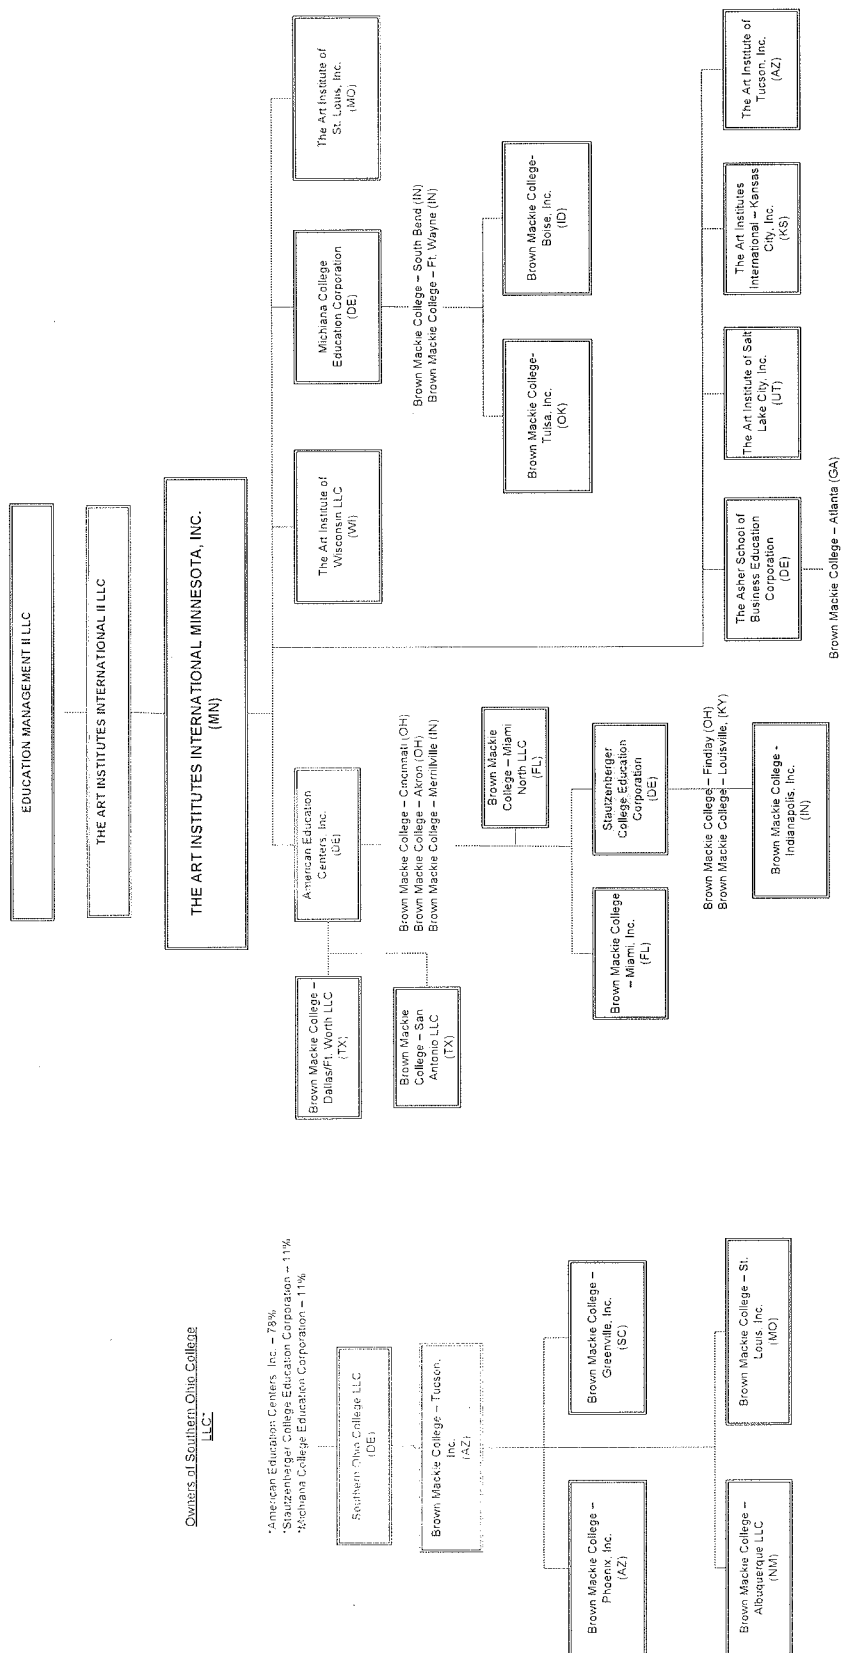 EDUCATION MANAGEMENT II LLC
THE ART INSTITUTES INTERNATIONAL II LLC
THE ART INSTITUTES INTERNATIONAL MINNESOTA, INC.
(MN)
Owners of Southern Ohio College
LLC*
*American Education Centers, Inc. – 78%
*Stautzenberger College Education Corporation – 11%
*Michiana College Education Corporation – 11%
Southern Ohio College LLC
(DE)
Brown Mackie College – Tucson,
Inc.
(AZ)
Brown Mackie College –
Phoenix, Inc.
(AZ)
Brown Mackie College –
Greenville, Inc.
(SC)
Brown Mackie College –
Albuquerque LLC
(NM)
Brown Mackie College – St.
Louis, Inc.
(MO)
Brown Mackie College –
Dallas/Ft. Worth LLC
(TX)
Brown Mackie
College – San
Antonio LLC
(TX)
American Education
Centers, Inc.
(DE)
Brown Mackie College – Cincinnati (OH)
Brown Mackie College – Akron (OH)
Brown Mackie College – Merrillville (IN)
Brown Mackie
College – Miami
North LLC
(FL)
Brown Mackie College
– Miami, Inc.
(FL)
Stautzenberger
College Education
Corporation
(DE)
Brown Mackie College – Findlay (OH)
Brown Mackie College – Louisville, (KY)
Brown Mackie College -
Indianapolis, Inc.
(IN)
The Art Institute of
Wisconsin LLC
(WI)
Michiana College
Education Corporation
(DE)
Brown Mackie College – South Bend (IN)
Brown Mackie College – Ft. Wayne (IN)
Brown Mackie College-
Tulsa, Inc.
(OK)
Brown Mackie College-
Boise, Inc.
(ID)
The Art Institute of
St. Louis, Inc.
(MO)
The Asher School of
Business Education
Corporation
(DE)
Brown Mackie College – Atlanta (GA)
The Art Institute of Salt
Lake City, Inc.
(UT)
The Art Institutes
International – Kansas
City, Inc.
(KS)
The Art Institute of
Tucson, Inc.
(AZ)